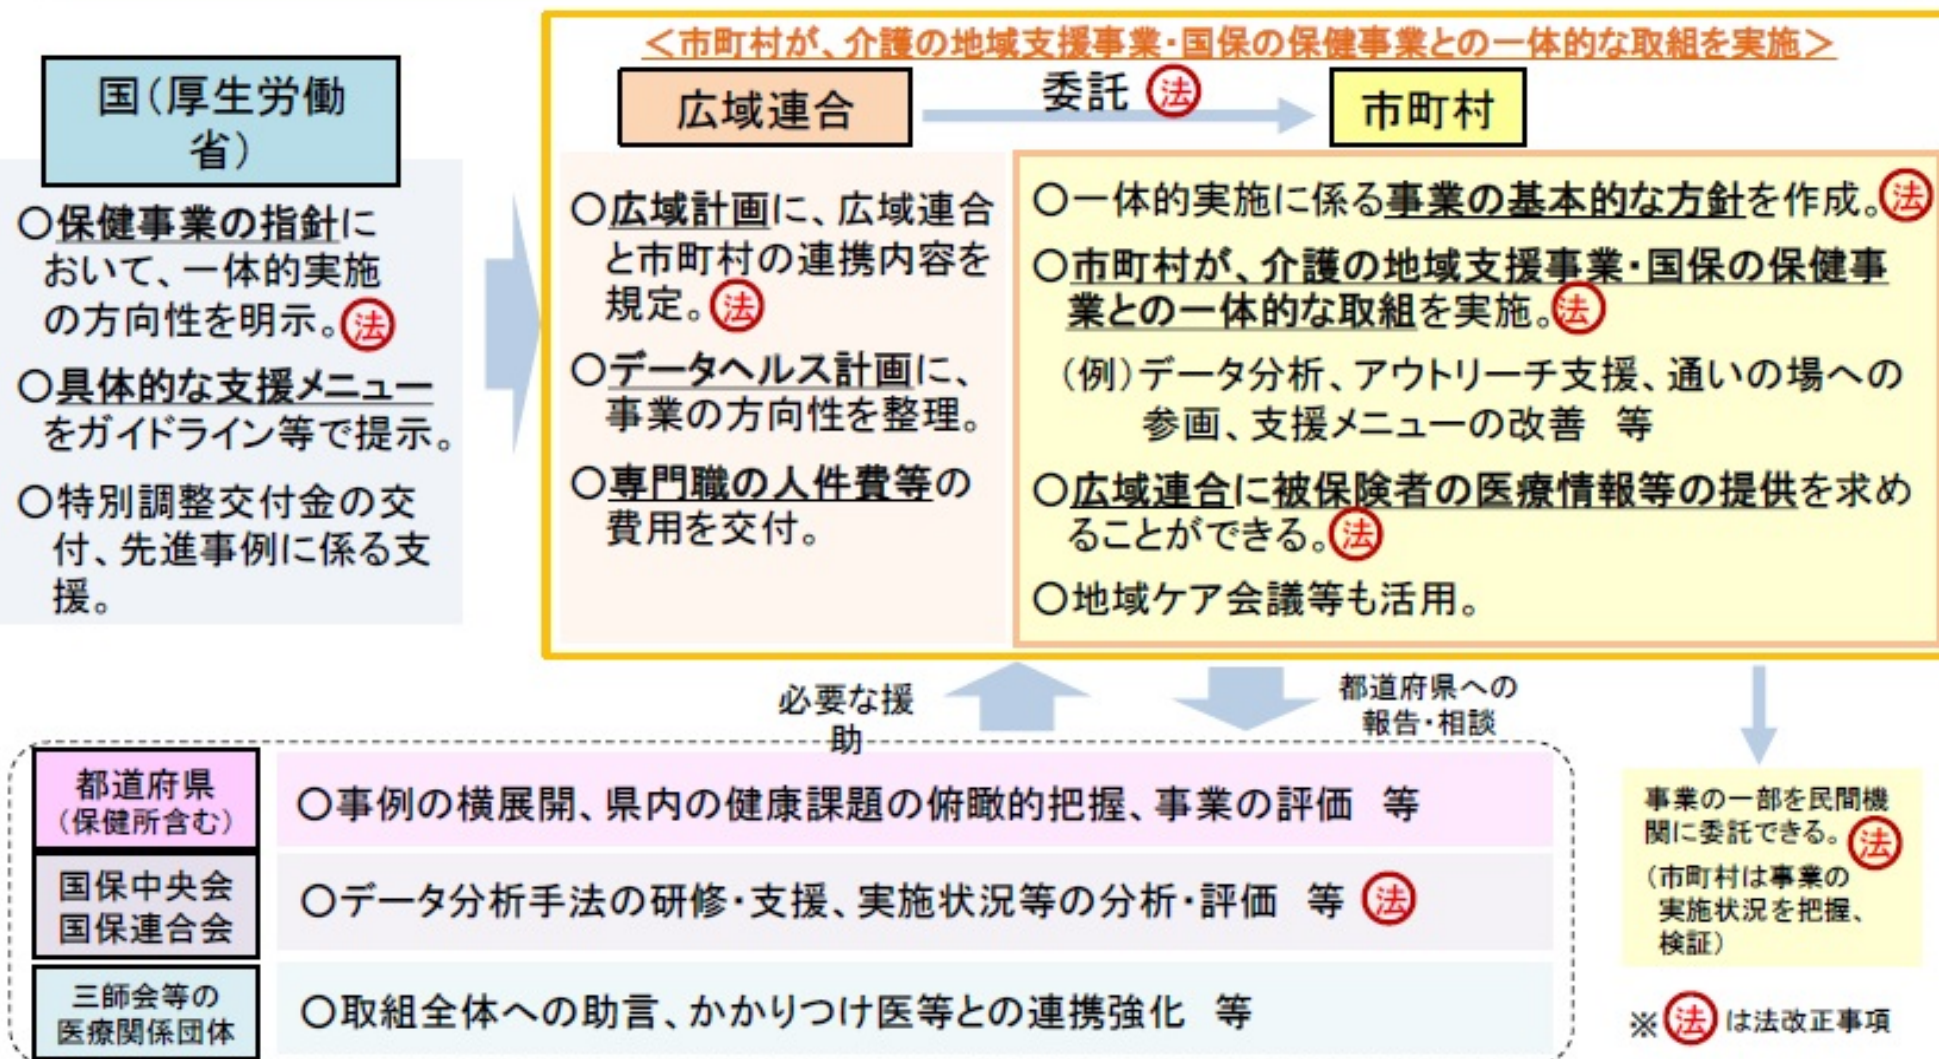 ＜市町村が、介護の地域支援事業・国保の保健事業との一体的な取組を実施＞
国（厚生労働
省）
○保健事業の指針に
おいて、一体的実施
の方向性を明示。法
○具体的な支援メニュー
をガイドライン等で提示。
○特別調整交付金の交
付、先進事例に係る支
援。
広域連合
委託 法
市町村
○広域計画に、広域連合
と市町村の連携内容を
規定。法
○データヘルス計画に、
事業の方向性を整理。
○専門職の人件費等の
費用を交付。
○一体的実施に係る事業の基本的な方針を作成。法
○市町村が、介護の地域支援事業・国保の保健事
業との一体的な取組を実施。法
（例）データ分析、アウトリーチ支援、通いの場への
参画、支援メニューの改善　等
○広域連合に被保険者の医療情報等の提供を求め
ることができる。法
○地域ケア会議等も活用。
必要な援
助
都道府県への
報告・相談
都道府県
（保健所含む）
○事例の横展開、県内の健康課題の俯瞰的把握、事業の評価　等
国保中央会
国保連合会
○データ分析手法の研修・支援、実施状況等の分析・評価　等 法
三師会等の
医療関係団体
○取組全体への助言、かかりつけ医等との連携強化　等
事業の一部を民間機
関に委託できる。法
（市町村は事業の
実施状況を把握、
検証）
※法は法改正事項